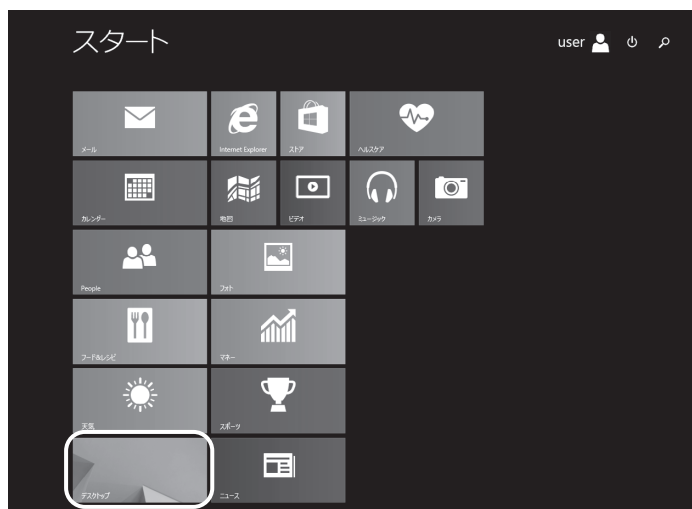 スタート
user
メール
Internet Explorer
ストア
ヘルスケア
カレンダー
地図
ビデオ
ミュージック
カメラ
People
フォト
フード&レシピ
マネー
天気
スポーツ
デスクトップ
ニュース